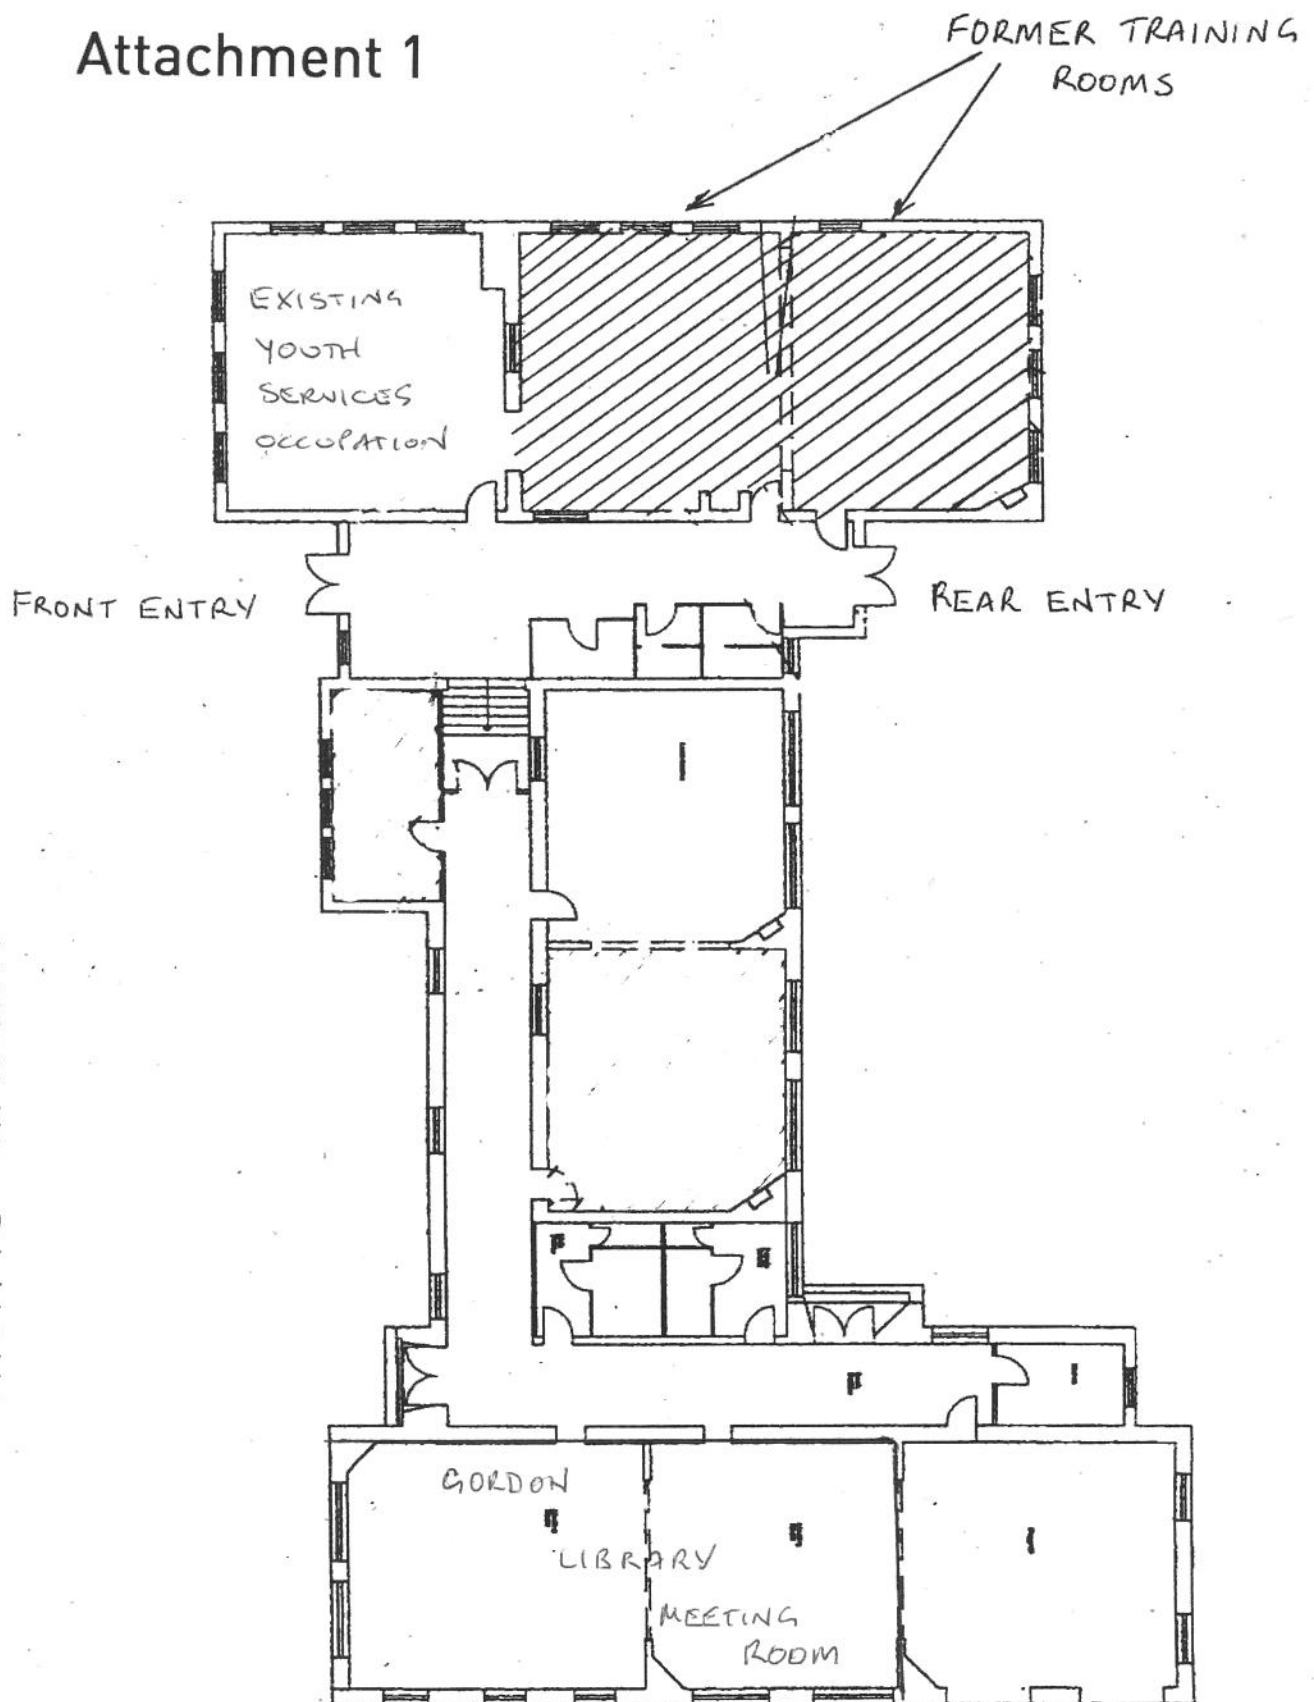 Attachment 1
FORMER TRAINING
ROOMS
EXISTING
YOUTH
SERVICES
OCCUPATION
FRONT ENTRY
REAR ENTRY
GORDON
LIBRARY
MEETING
ROOM